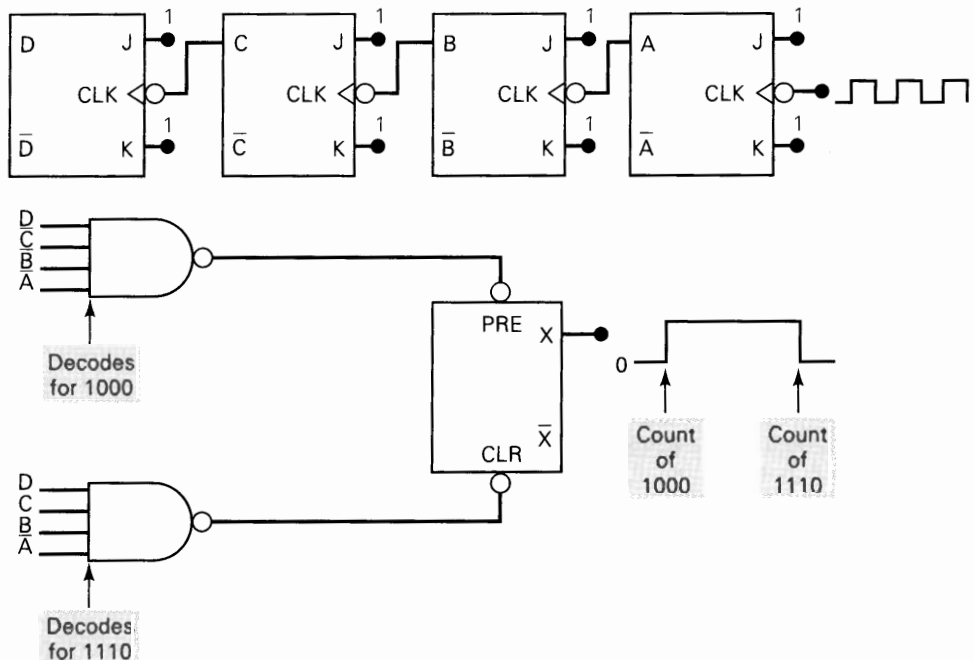 1 1 1 1
D J C J B J A J
CLK CLK CLK CLK
1 1 1 1
D̅ K C̅ K B̅ K A̅ K
D
C̅
B̅
A̅
PRE X
0
Decodes
for 1000
X̅
CLR
Count
of
1000
Count
of
1110
D
C
B
A̅
Decodes
for 1110